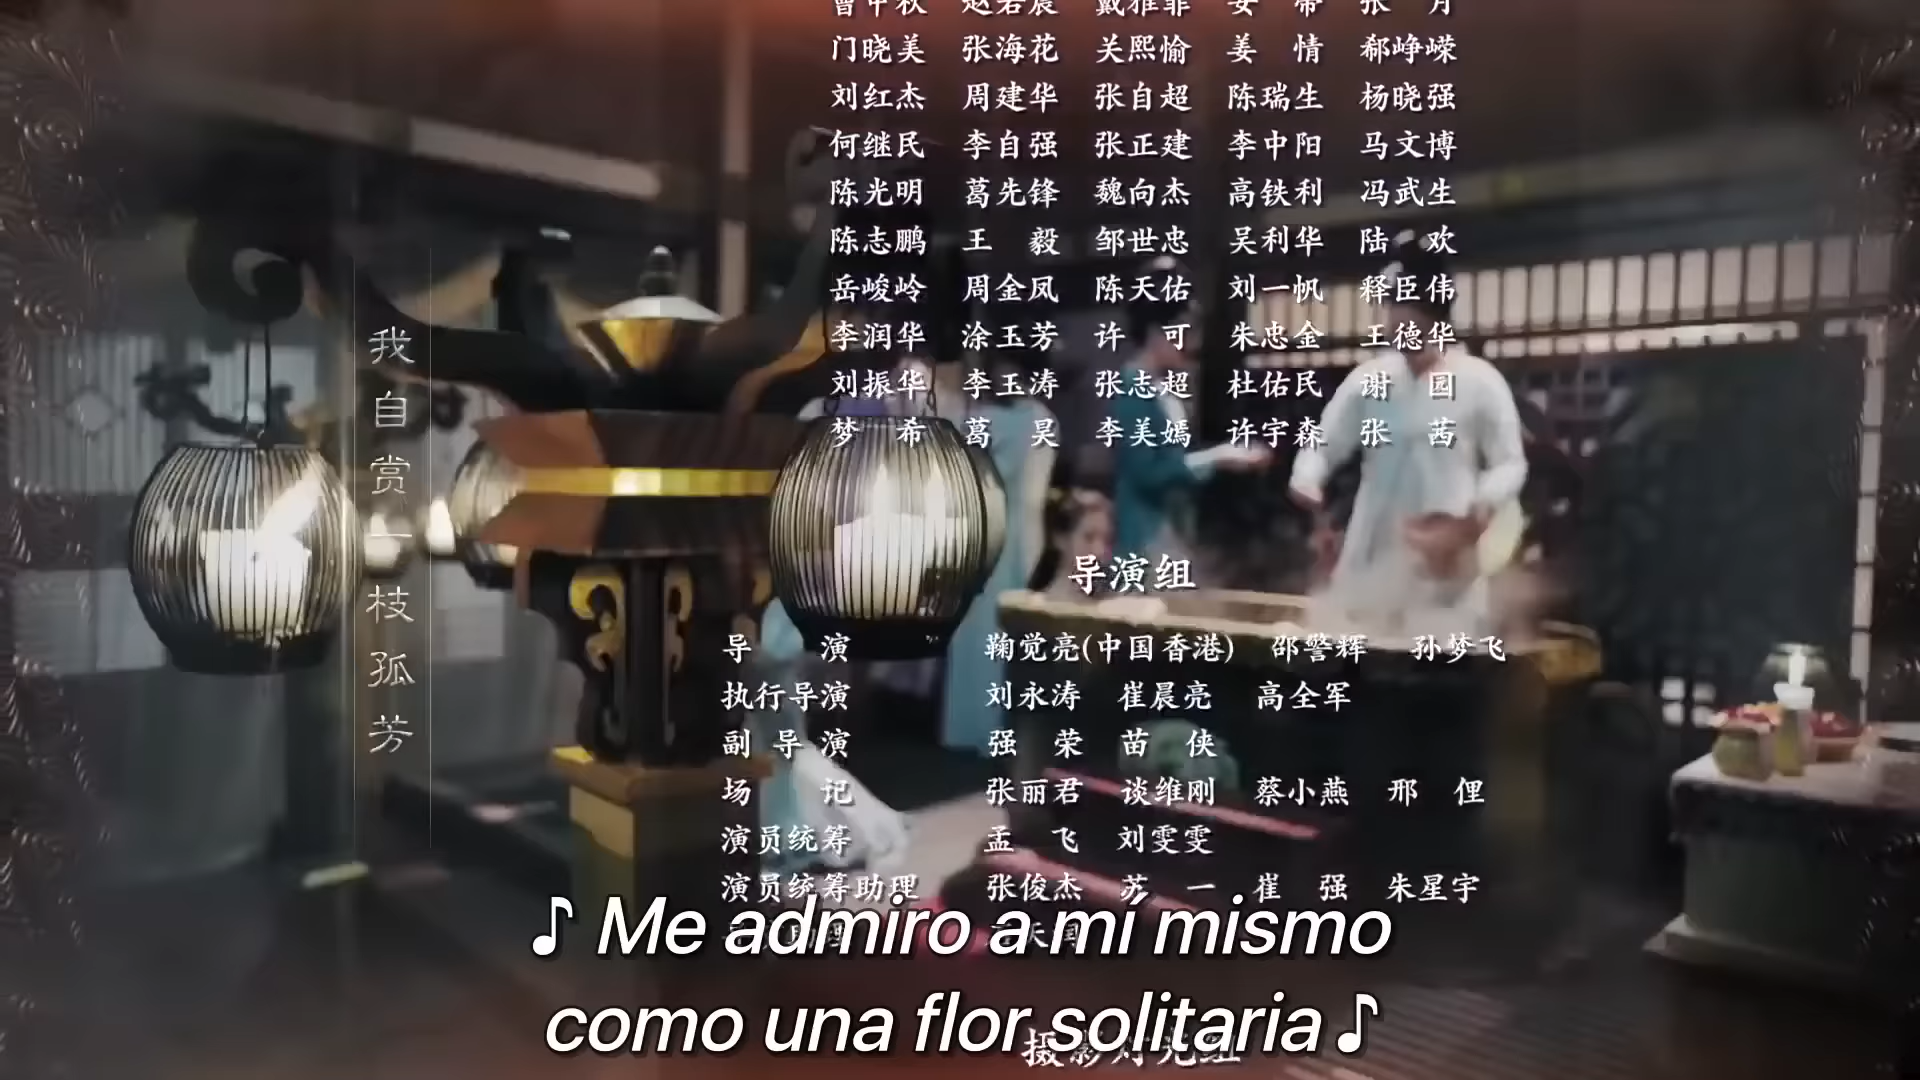 门晓美 张海花 关熙愉 姜 情 郗峥嵘
刘红杰 周建华 张自超 陈瑞生 杨晓强
何继民 李自强 张正建 李中阳 马文博
陈光明 葛先锋 魏向杰 高铁利 冯武生
陈志鹏 王 毅 邹世忠 吴利华 陆 欢
岳峻岭 周金凤 陈天佑 刘一帆 释臣伟
李润华 涂玉芳 许 可 朱忠金 王德华
刘振华 李玉涛 张志超 杜佑民 谢 园
梦 希 葛 昊 李美嫣 许宇森 张 茜
我自赏一枝孤芳
导演组
导 演 鞠觉亮(中国香港) 邵警辉 孙梦飞
执行导演 刘永涛 崔晨亮 高全军
副 导 演 强 荣 苗 侠
场 记 张丽君 谈维刚 蔡小燕 邢 俚
演员统筹 孟 飞 刘雯雯
演员统筹助理 张俊杰 苏 一 崔 强 朱星宇
♪ Me admiro a mí mismo
como una flor solitaria ♪
摄影灯光组